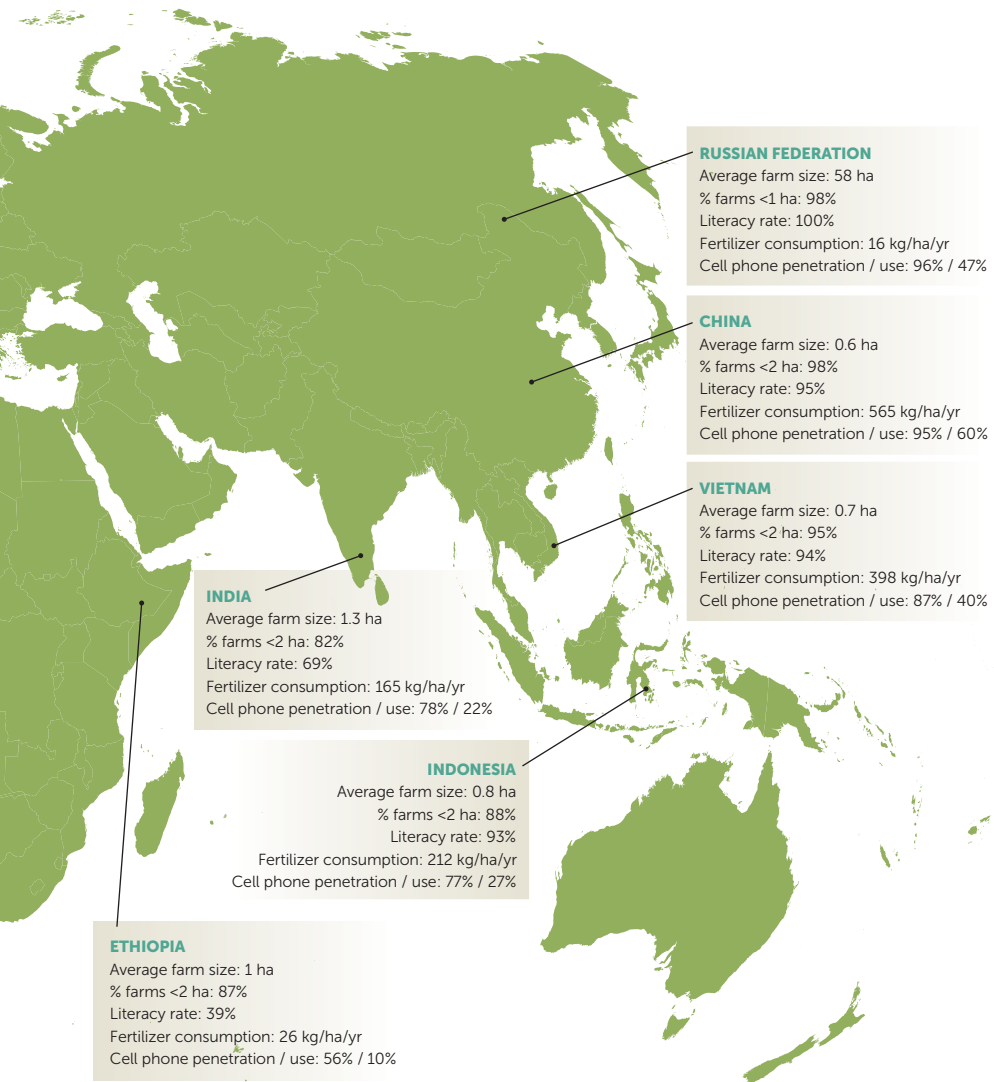 RUSSIAN FEDERATION
Average farm size: 58 ha
% farms <1 ha: 98%
Literacy rate: 100%
Fertilizer consumption: 16 kg/ha/yr
Cell phone penetration / use: 96% / 47%
CHINA
Average farm size: 0.6 ha
% farms <2 ha: 98%
Literacy rate: 95%
Fertilizer consumption: 565 kg/ha/yr
Cell phone penetration / use: 95% / 60%
VIETNAM
Average farm size: 0.7 ha
% farms <2 ha: 95%
Literacy rate: 94%
Fertilizer consumption: 398 kg/ha/yr
Cell phone penetration / use: 87% / 40%
INDIA
Average farm size: 1.3 ha
% farms <2 ha: 82%
Literacy rate: 69%
Fertilizer consumption: 165 kg/ha/yr
Cell phone penetration / use: 78% / 22%
INDONESIA
Average farm size: 0.8 ha
% farms <2 ha: 88%
Literacy rate: 93%
Fertilizer consumption: 212 kg/ha/yr
Cell phone penetration / use: 77% / 27%
ETHIOPIA
Average farm size: 1 ha
% farms <2 ha: 87%
Literacy rate: 39%
Fertilizer consumption: 26 kg/ha/yr
Cell phone penetration / use: 56% / 10%